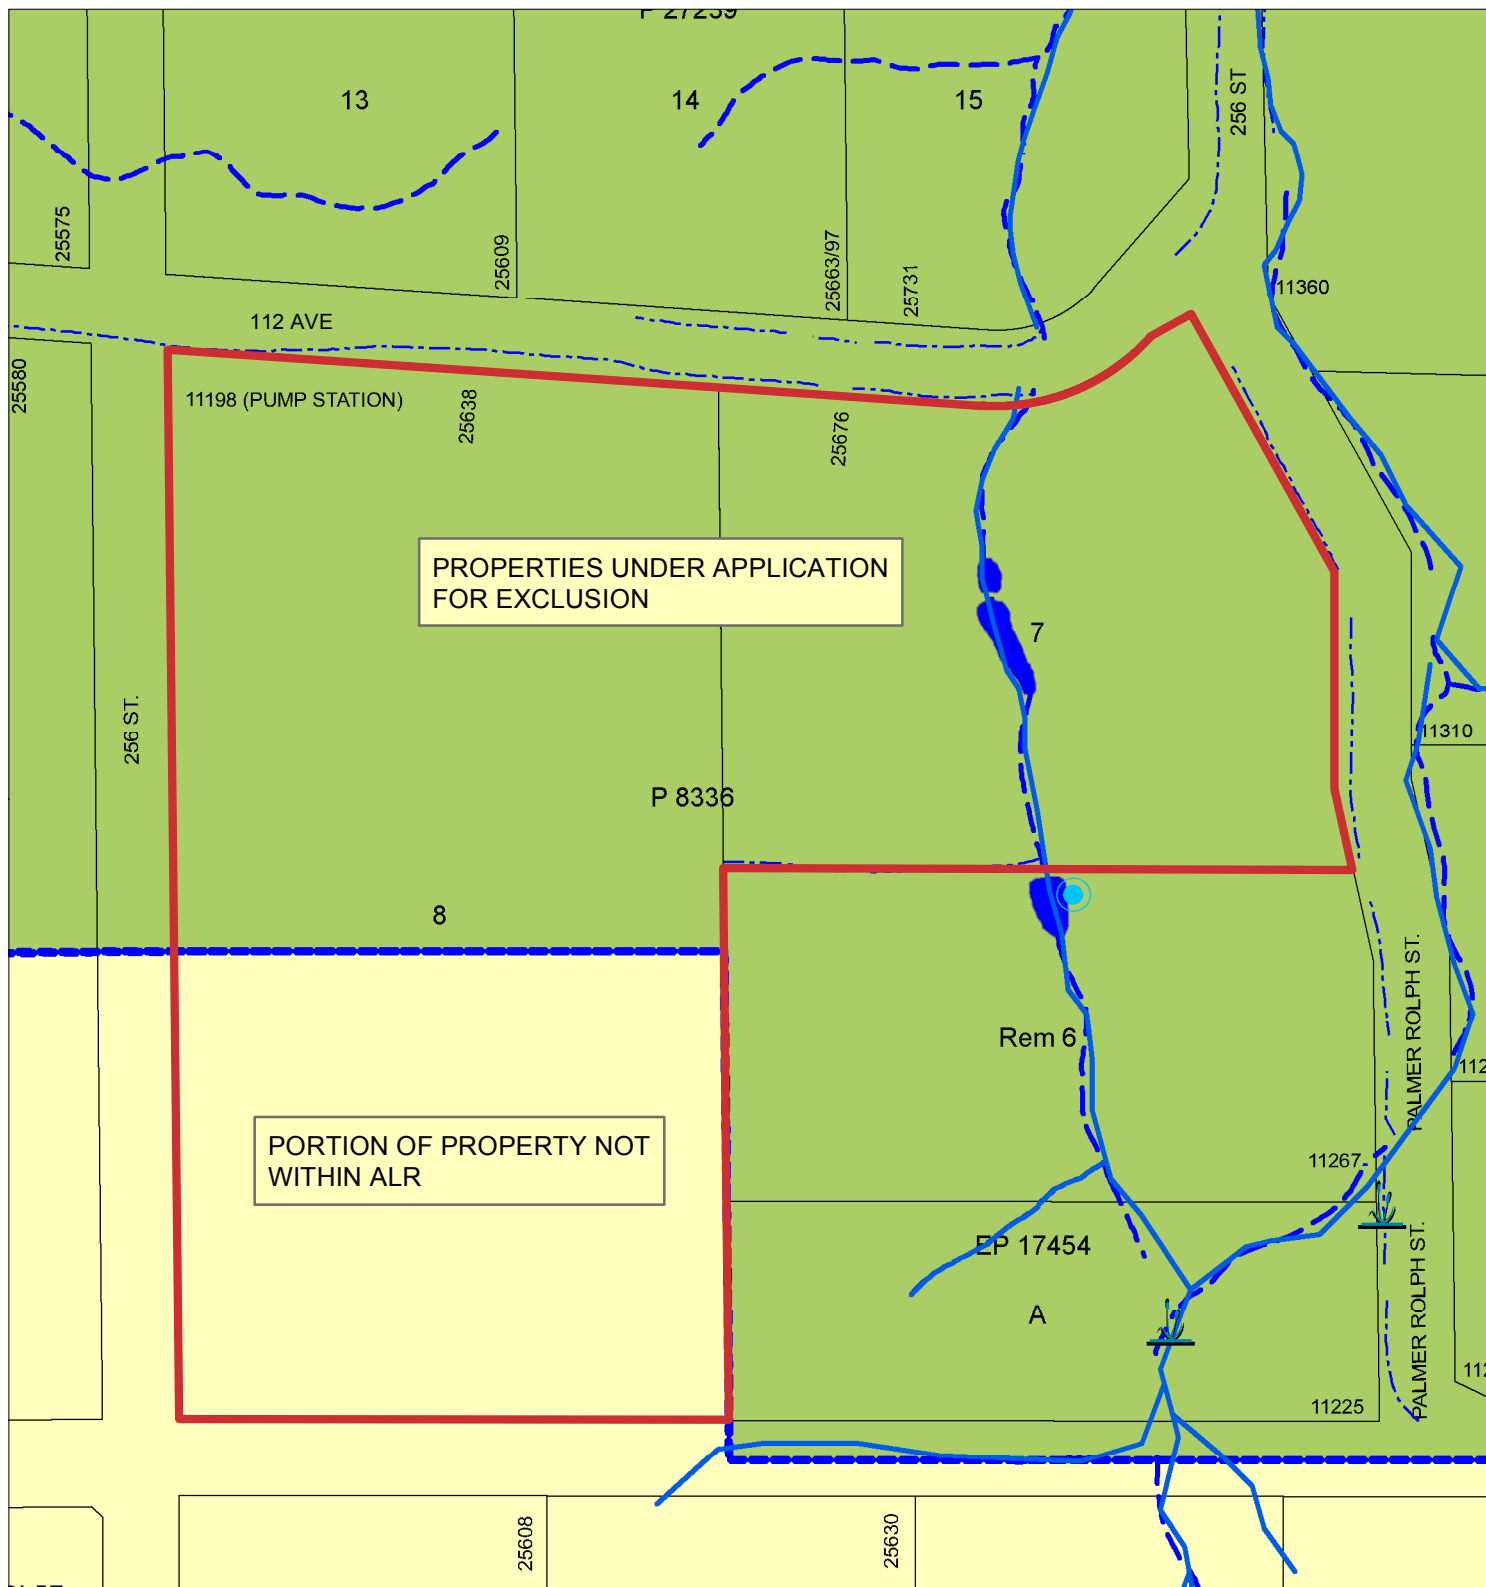 P 27239
13
14
15
256 ST
25575
25609
25663/97
25731
11360
112 AVE
25580
11198 (PUMP STATION)
25638
25676
PROPERTIES UNDER APPLICATION
FOR EXCLUSION
7
256 ST.
11310
P 8336
8
PALMER ROLPH ST.
Rem 6
PORTION OF PROPERTY NOT
WITHIN ALR
11267
EP 17454
PALMER ROLPH ST.
A
11225
25608
25630